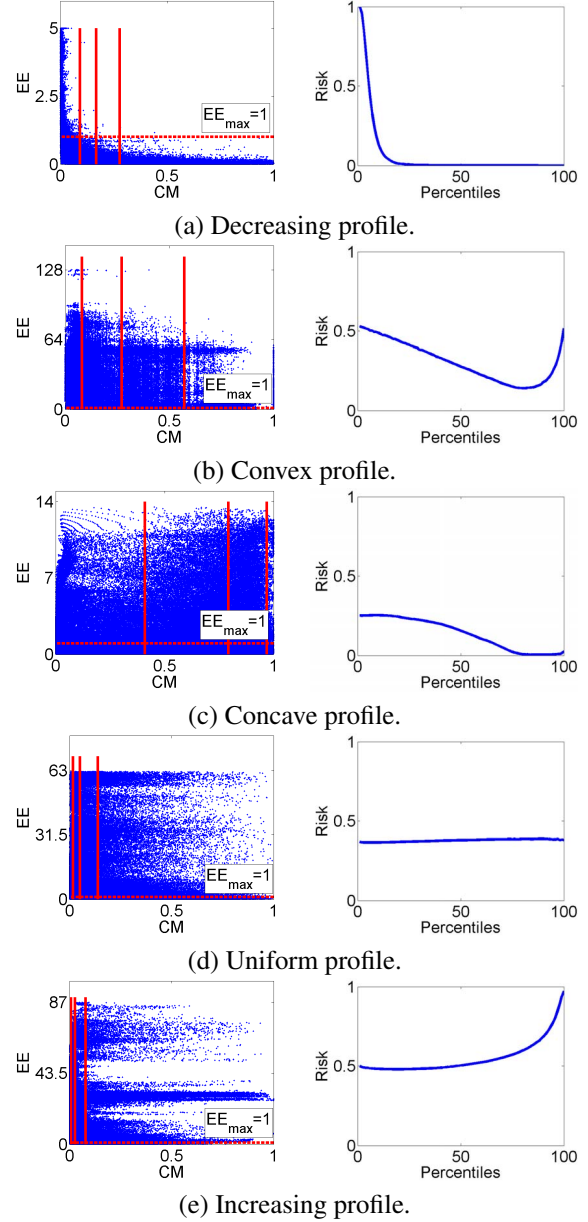 5
2.5
0
EE
EE_max=1
0
0.5
1
CM
1
0.5
0
Risk
0
50
100
Percentiles
(a) Decreasing profile.
128
64
0
EE
EE_max=1
0
0.5
1
CM
1
0.5
0
Risk
0
50
100
Percentiles
(b) Convex profile.
14
7
0
EE
EE_max=1
0
0.5
1
CM
1
0.5
0
Risk
0
50
100
Percentiles
(c) Concave profile.
63
31.5
0
EE
EE_max=1
0
0.5
1
CM
1
0.5
0
Risk
0
50
100
Percentiles
(d) Uniform profile.
87
43.5
0
EE
EE_max=1
0
0.5
1
CM
1
0.5
0
Risk
0
50
100
Percentiles
(e) Increasing profile.